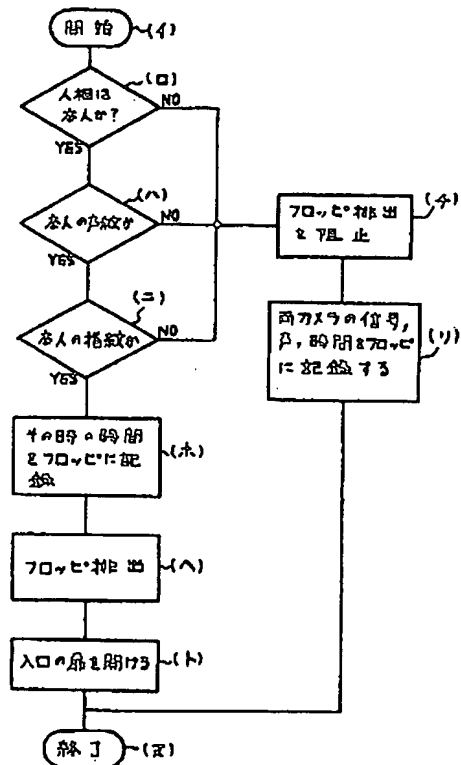 開始
(イ)
(ロ)
人相は
本人か?
NO
YES
(ハ)
本人の声紋か
NO
YES
(ニ)
本人の指紋か
NO
YES
その時の時間
をフロッピに記
録
(ホ)
フロッピ排出
(ヘ)
入口の扉を開ける
(ト)
フロッピ排出
を阻止
(チ)
両カメラの信号,
声,時間をフロッピ
に記録する
(リ)
終了
(ヌ)